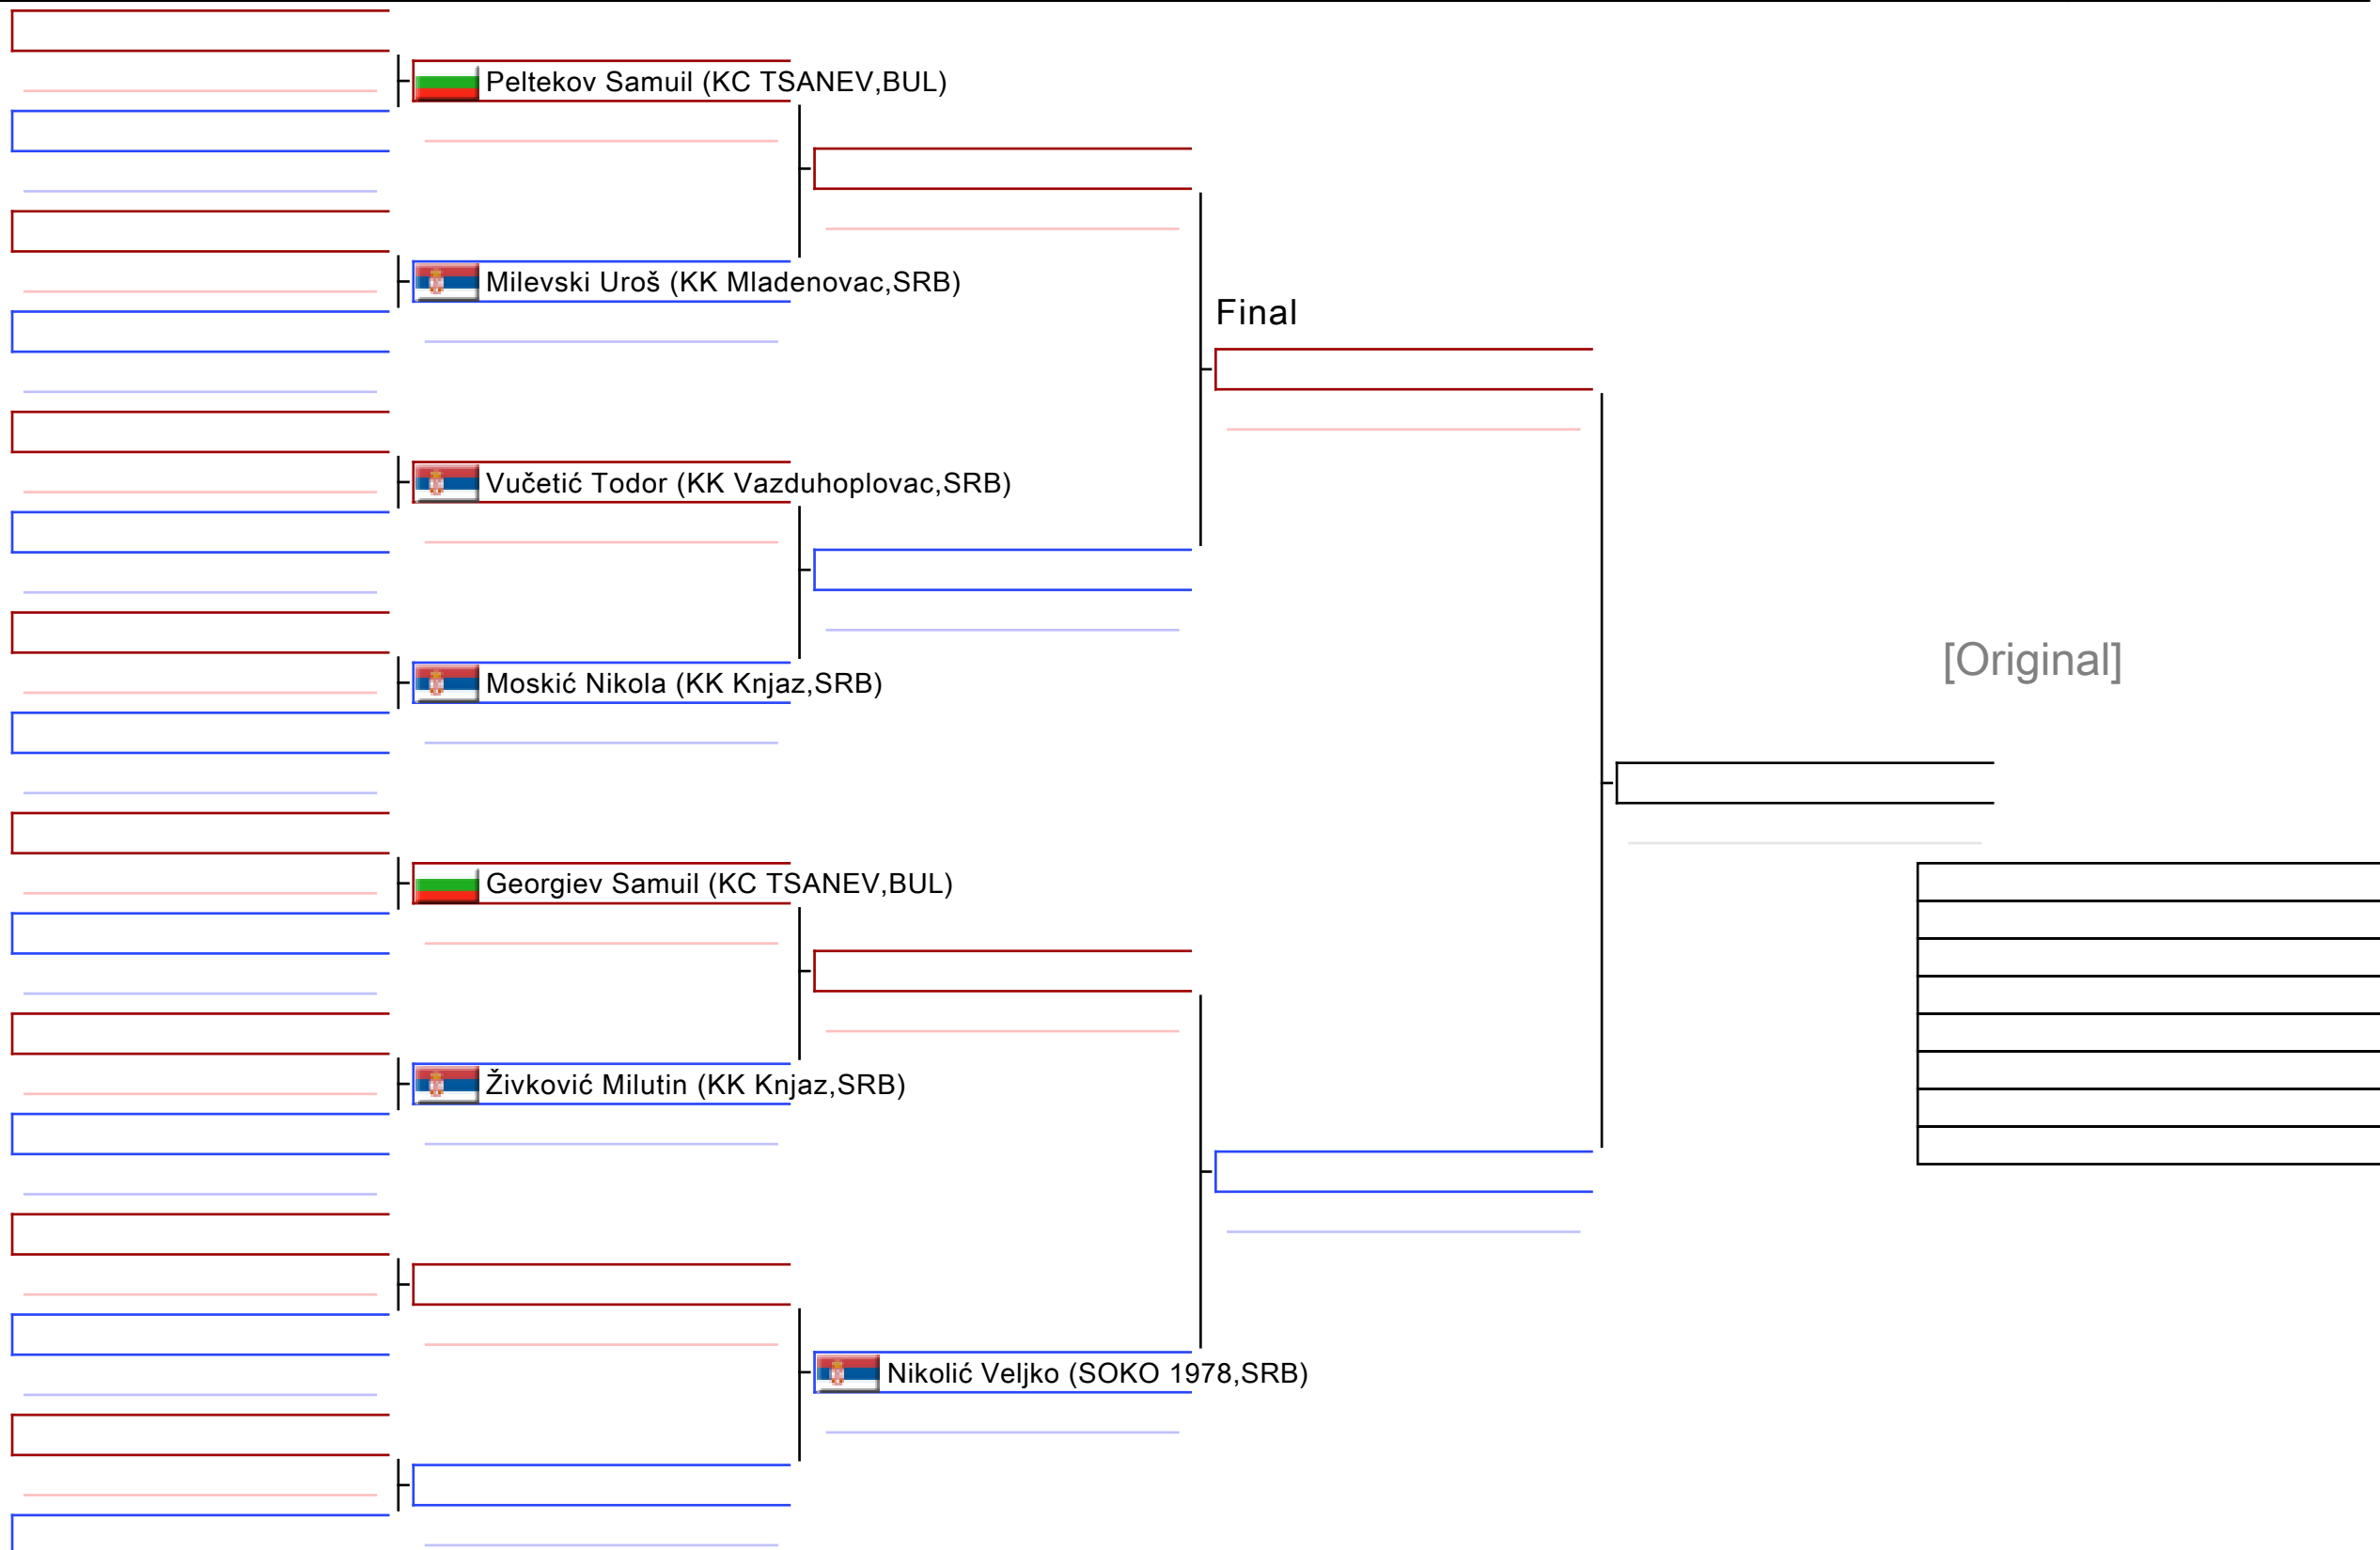 Peltekov Samuil (KC TSANEV,BUL)
Milevski Uroš (KK Mladenovac,SRB)
Final
Vučetić Todor (KK Vazduhoplovac,SRB)
[Original]
Moskić Nikola (KK Knjaz,SRB)
Georgiev Samuil (KC TSANEV,BUL)
Živković Milutin (KK Knjaz,SRB)
Nikolić Veljko (SOKO 1978,SRB)